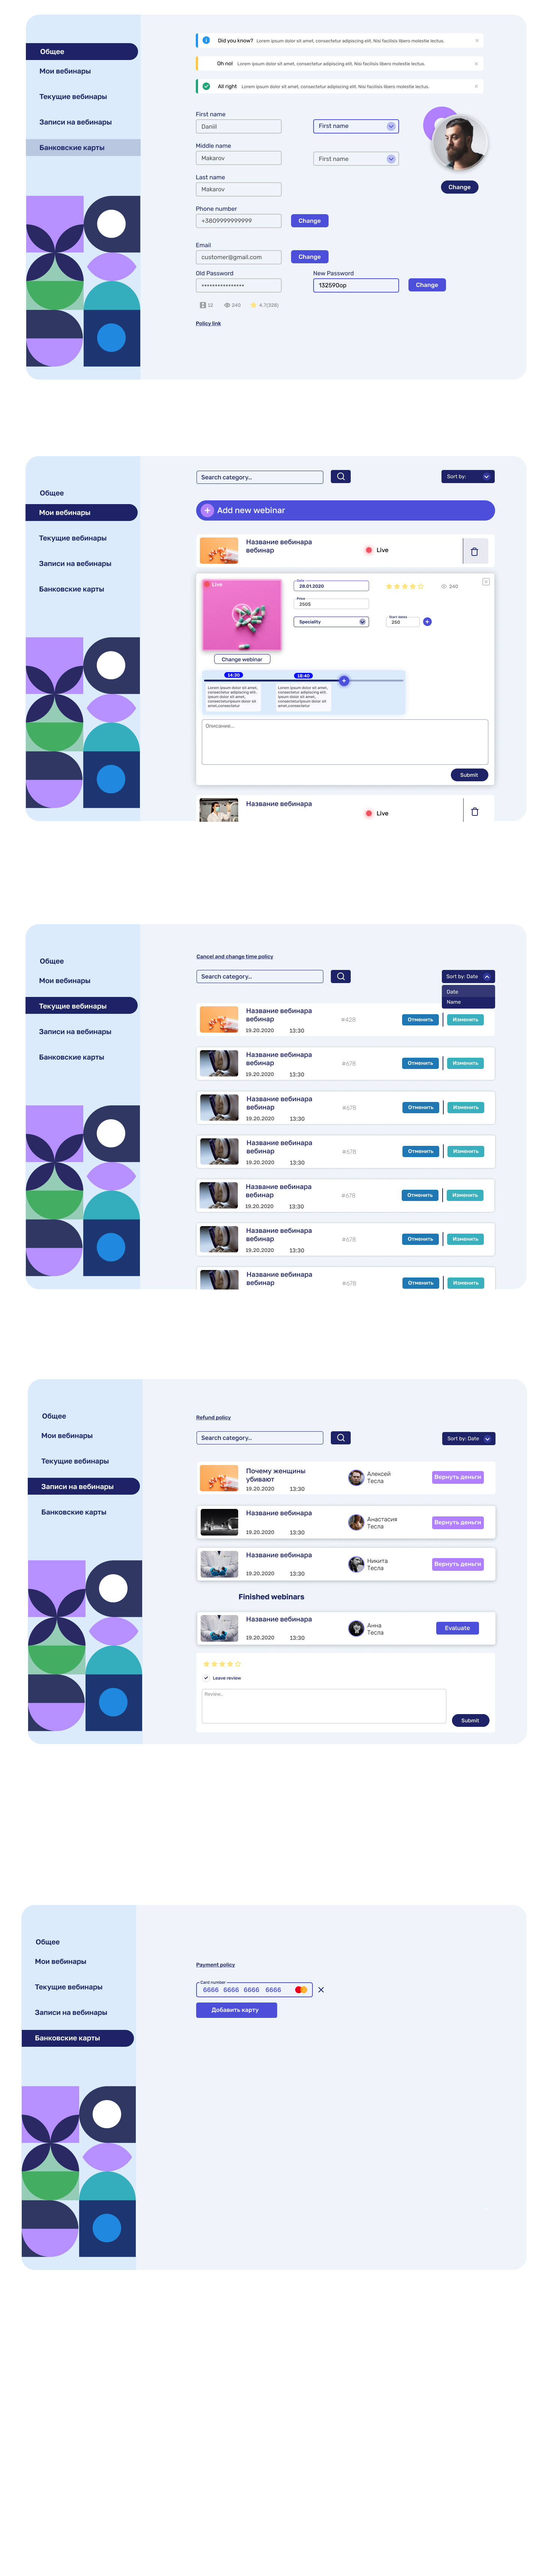 Общее
Мои вебинары
Текущие вебинары
Записи на вебинары
Банковские карты
Did you know? Lorem ipsum dolor sit amet, consectetur adipiscing elit. Nisi facilisis libero molestie lectus.
Oh no! Lorem ipsum dolor sit amet, consectetur adipiscing elit. Nisi facilisis libero molestie lectus.
All right Lorem ipsum dolor sit amet, consectetur adipiscing elit. Nisi facilisis libero molestie lectus.
First name
Daniil
First name
Middle name
Makarov
First name
Last name
Makarov
Change
Phone number
+3809999999999
Change
Email
customer@gmail.com
Change
Old Password
****************
New Password
132590op
Change
12 240 4.7(328)
Policy link
Общее
Мои вебинары
Текущие вебинары
Записи на вебинары
Банковские карты
Search category...
Sort by:
Add new webinar
Название вебинара
вебинар
Live
Live
Date
28.01.2020
240
Price
250$
Speciality
Start dates
250
Change webinar
14:30
18:40
Lorem ipsum dolor sit amet,
consectetur adipiscing elit.
ipsum dolor sit amet,
consecteturipsum dolor sit
amet,consectetur
Lorem ipsum dolor sit amet,
consectetur adipiscing elit.
ipsum dolor sit amet,
consecteturipsum dolor sit
amet,consectetur
Описание...
Submit
Название вебинара
Live
Общее
Мои вебинары
Текущие вебинары
Записи на вебинары
Банковские карты
Cancel and change time policy
Search category...
Sort by: Date
Date
Name
Название вебинара
вебинар
19.20.2020 13:30
#428
Отменить
Изменить
Название вебинара
вебинар
19.20.2020 13:30
#678
Отменить
Изменить
Название вебинара
вебинар
19.20.2020 13:30
#678
Отменить
Изменить
Название вебинара
вебинар
19.20.2020 13:30
#678
Отменить
Изменить
Название вебинара
вебинар
19.20.2020 13:30
#678
Отменить
Изменить
Название вебинара
вебинар
19.20.2020 13:30
#678
Отменить
Изменить
Название вебинара
вебинар
#678
Отменить
Изменить
Общее
Мои вебинары
Текущие вебинары
Записи на вебинары
Банковские карты
Refund policy
Search category...
Sort by: Date
Почему женщины
убивают
19.20.2020 13:30
Алексей
Тесла
Вернуть деньги
Название вебинара
19.20.2020 13:30
Анастасия
Тесла
Вернуть деньги
Название вебинара
19.20.2020 13:30
Никита
Тесла
Вернуть деньги
Finished webinars
Название вебинара
19.20.2020 13:30
Анна
Тесла
Evaluate
Leave review
Review..
Submit
Общее
Мои вебинары
Текущие вебинары
Записи на вебинары
Банковские карты
Payment policy
Card number
6666 6666 6666 6666
Добавить карту